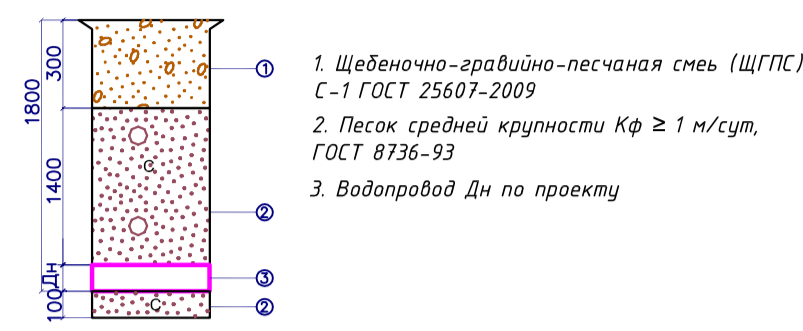 1800
300
1400
Дн
100
1
2
3
2
С
С
1. Щебеночно-гравийно-песчаная смеь (ЩГПС)
С-1 ГОСТ 25607-2009
2. Песок средней крупности Кф ≥ 1 м/сут,
ГОСТ 8736-93
3. Водопровод Дн по проекту